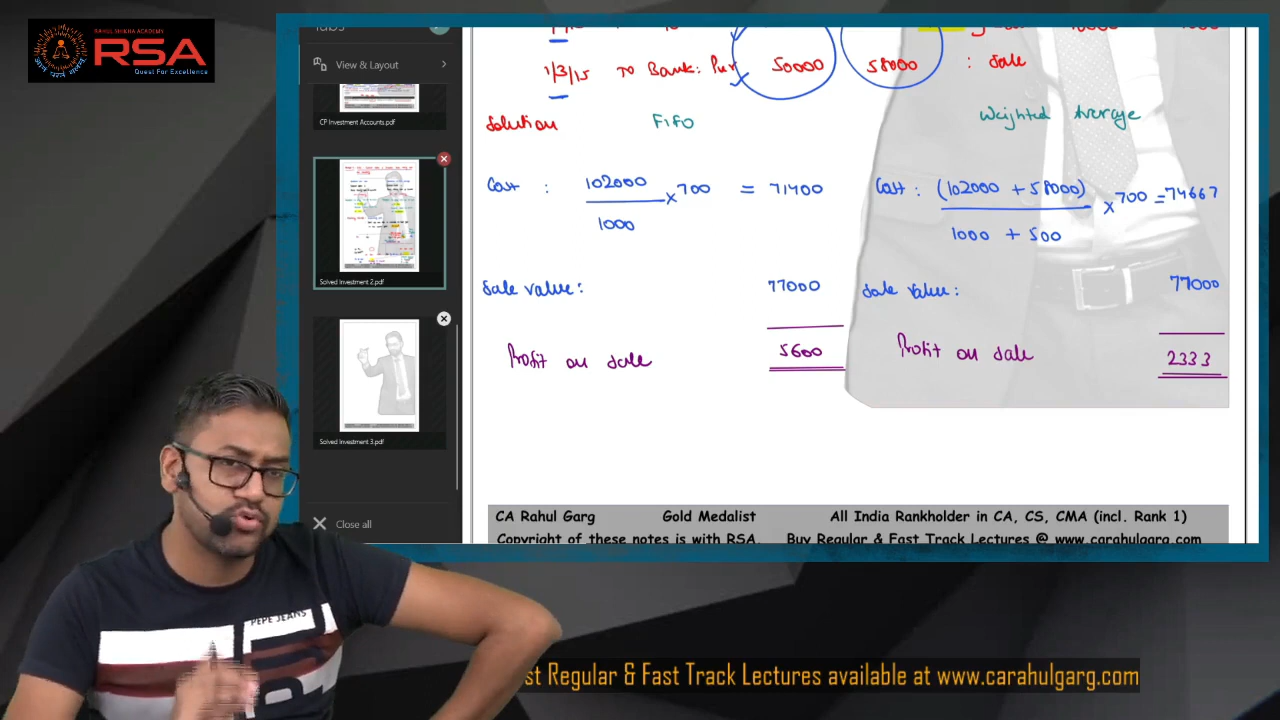 RAHUL SINGLA ACADEMY
RSA
Quest For Excellence
View & Layout
CP Investment Accounts.pdf
Solved Investment 2.pdf
Solved Investment 3.pdf
Close all
1/3/15 To Bank: Pur 50000 58000 : Sale
Solution FIFO Weighted Average
Cost : 102000 / 1000 x 700 = 71400 Cost : (102000 + 58000) / 1000 + 500 x 700 = 74667
Sale value: 77000 Sale value: 77000
Profit on sale 5600 Profit on sale 2333
CA Rahul Garg Gold Medalist All India Rankholder in CA, CS, CMA (incl. Rank 1)
Copyright of these notes is with RSA. Buy Regular & Fast Track Lectures @ www.carahulgarg.com
PEPE JEANS
st Regular & Fast Track Lectures available at www.carahulgarg.com